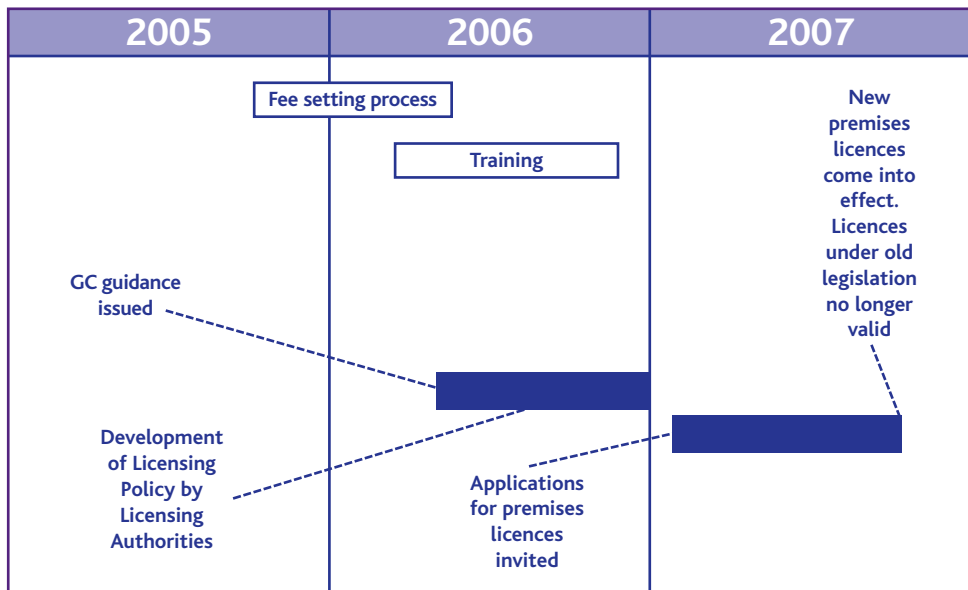 2005
2006
2007
Fee setting process
Training
New
premises
licences
come into
effect.
Licences
under old
legislation
no longer
valid
GC guidance
issued
Development
of Licensing
Policy by
Licensing
Authorities
Applications
for premises
licences
invited